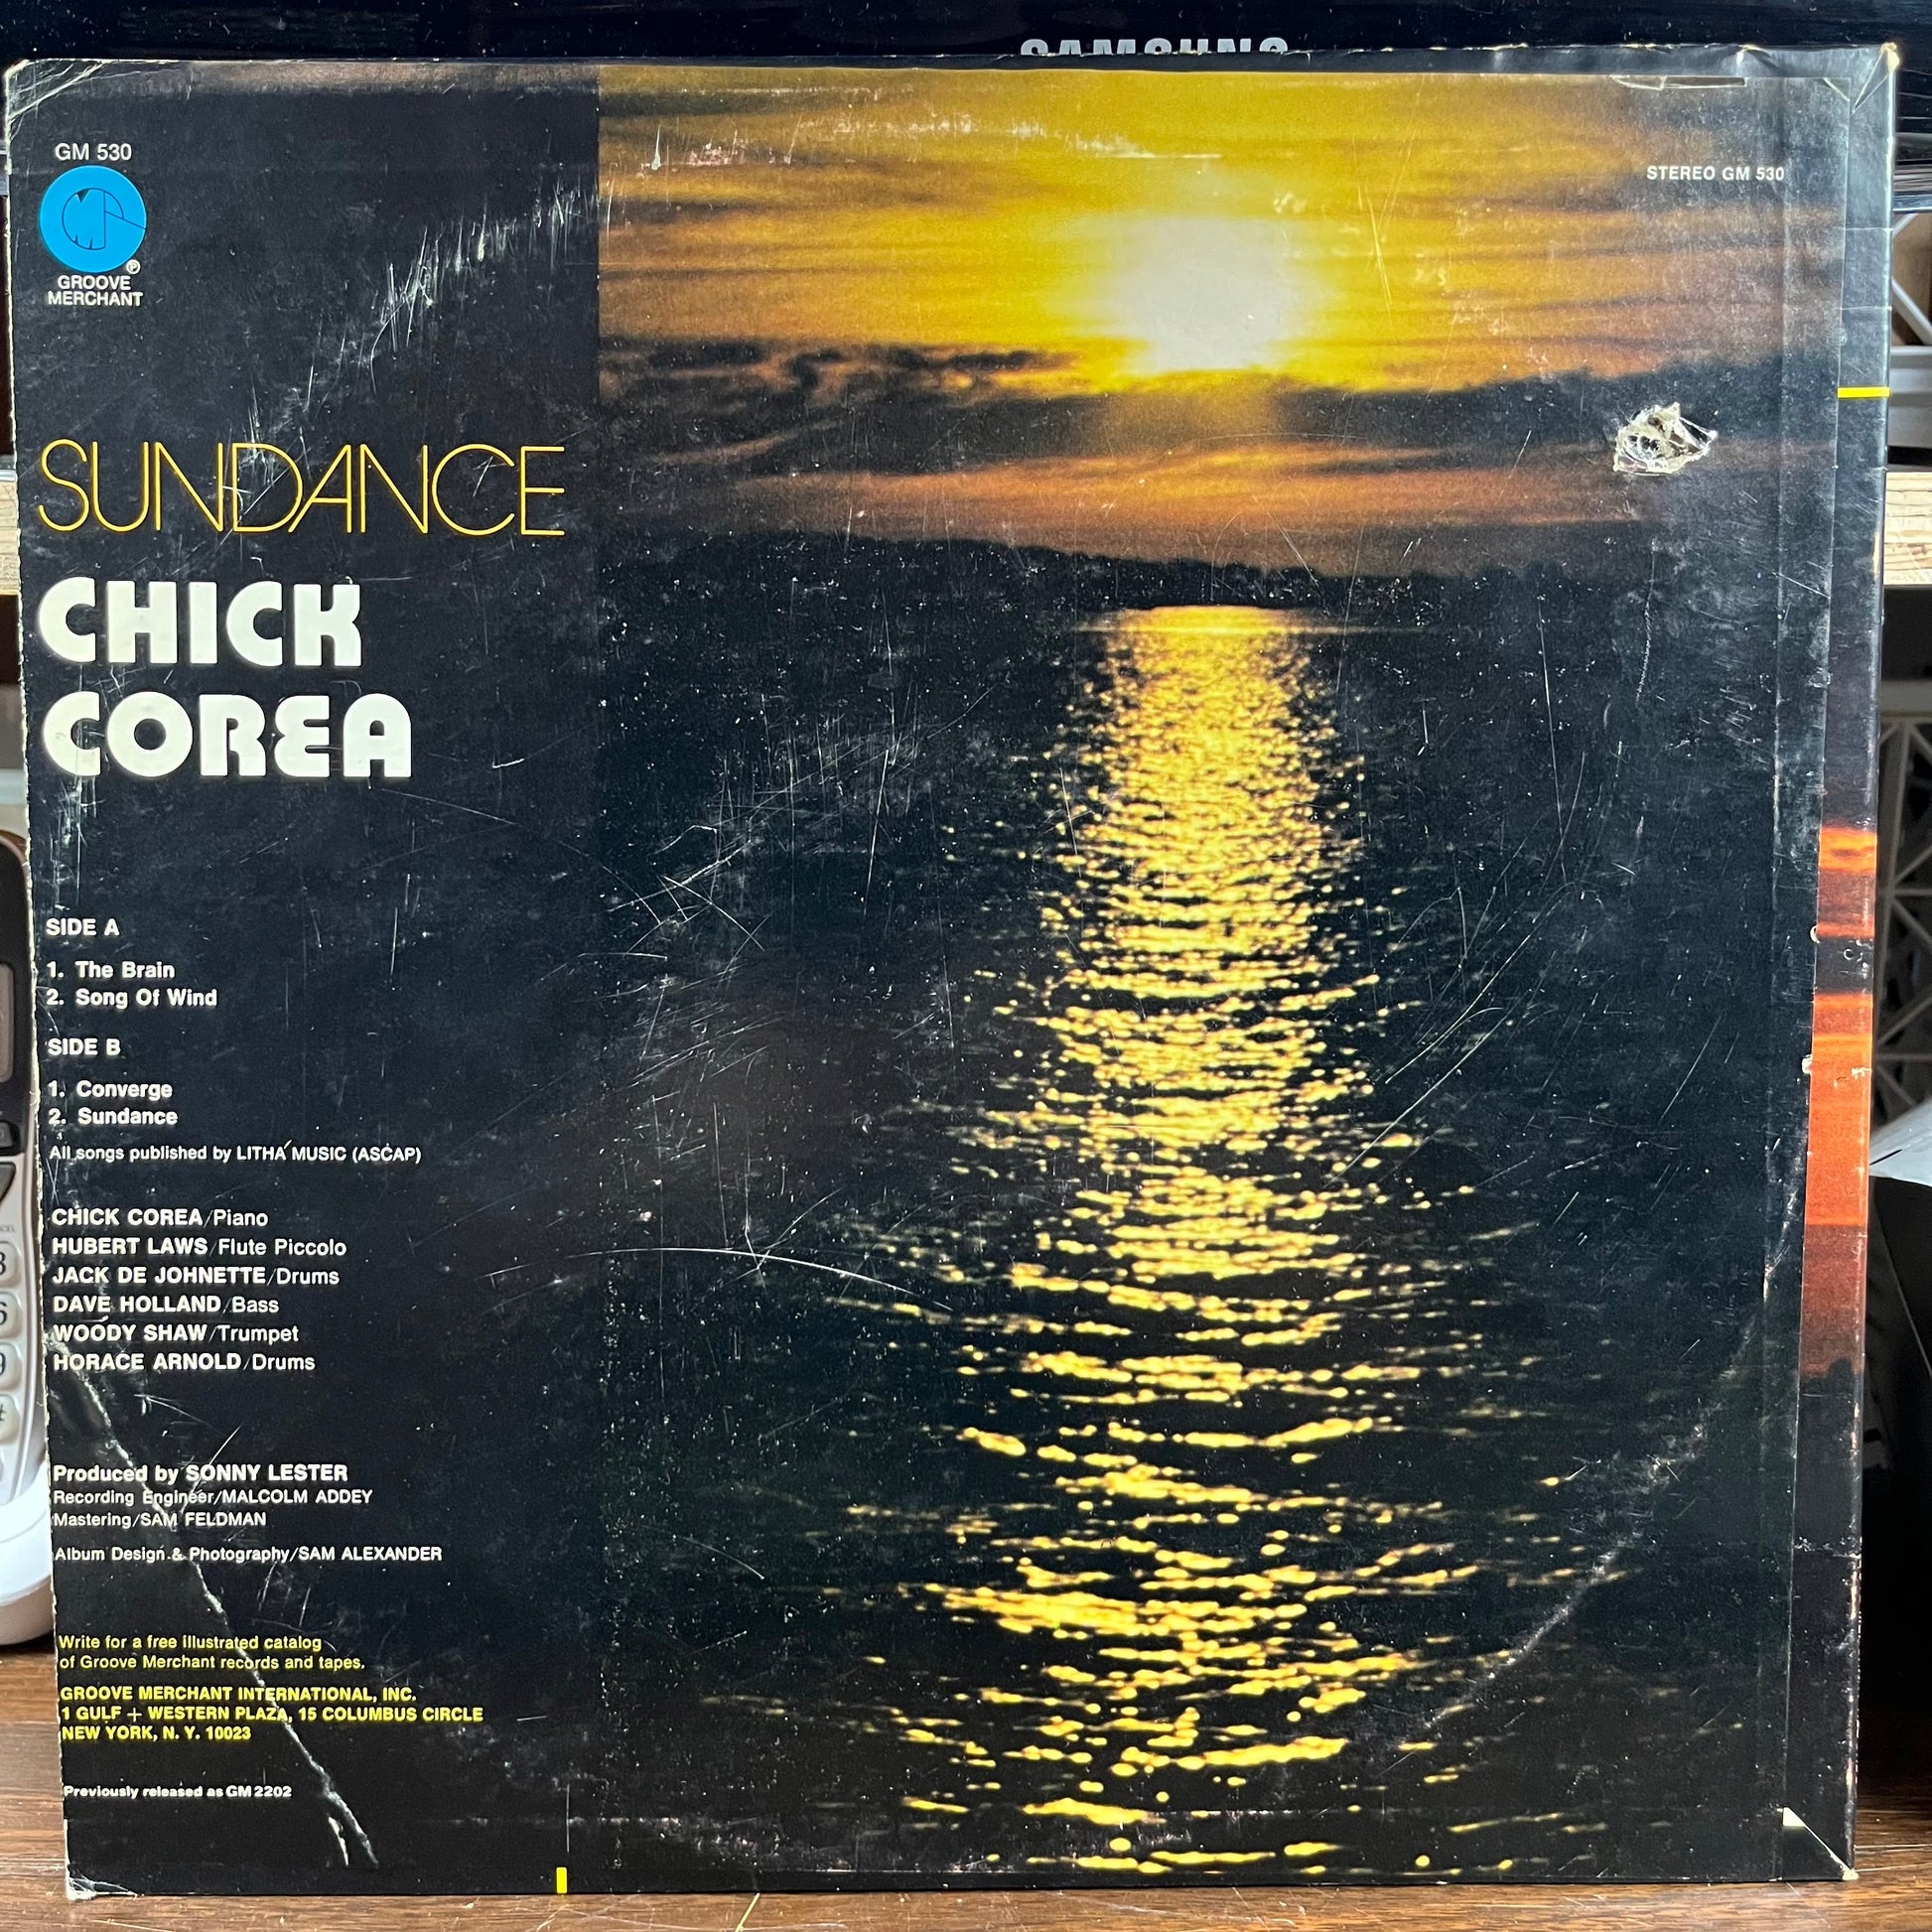 SAMSUNG
GM 530
GROOVE
MERCHANT
STEREO GM 530
SUNDANCE
CHICK
COREA
SIDE A
1. The Brain
2. Song Of Wind
SIDE B
1. Converge
2. Sundance
All songs published by LITHA MUSIC (ASCAP)
CHICK COREA/Piano
HUBERT LAWS/Flute Piccolo
JACK DE JOHNETTE/Drums
DAVE HOLLAND/Bass
WOODY SHAW/Trumpet
HORACE ARNOLD/Drums
Produced by SONNY LESTER
Recording Engineer/MALCOLM ADDEY
Mastering/SAM FELDMAN
Album Design & Photography/SAM ALEXANDER
Write for a free illustrated catalog
of Groove Merchant records and tapes.
GROOVE MERCHANT INTERNATIONAL, INC.
1 GULF + WESTERN PLAZA, 15 COLUMBUS CIRCLE
NEW YORK, N. Y. 10023
Previously released as GM 2202
3
6
9
#